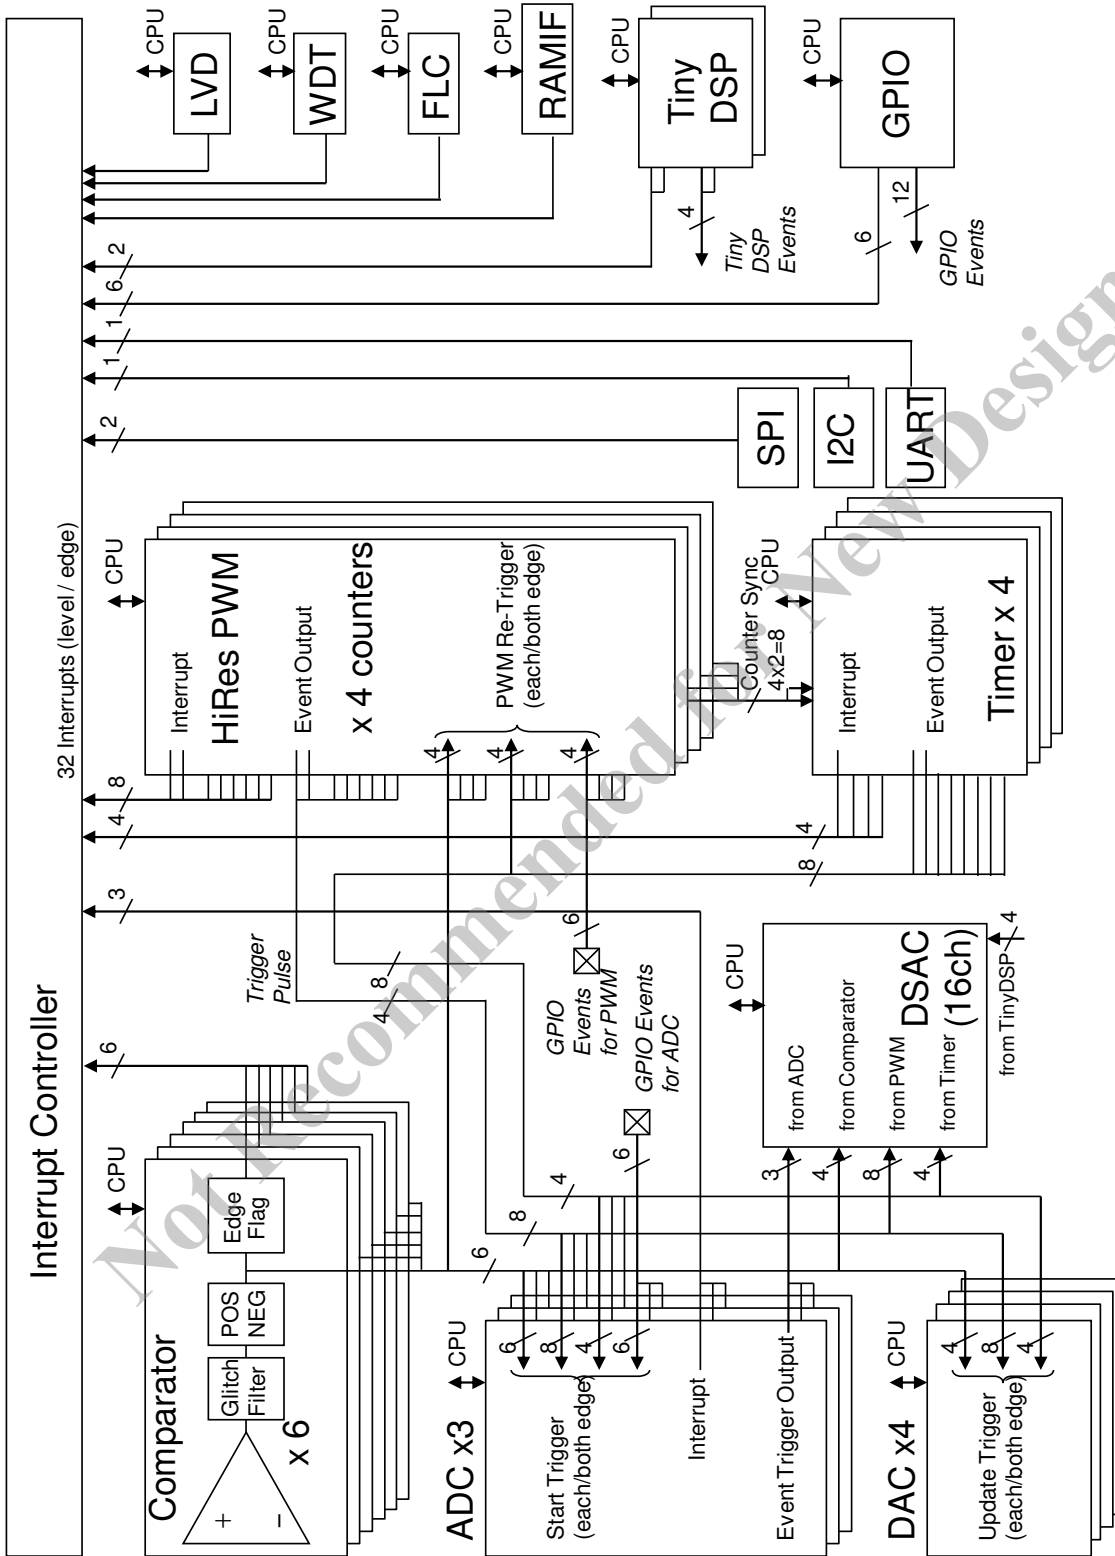 Interrupt Controller
32 Interrupts (level / edge)
6
3
4
8
2
1
1
6
2
CPU
Comparator
+
-
x 6
Glitch
Filter
POS
NEG
Edge
Flag
Trigger
Pulse
CPU
HiRes PWM
x 4 counters
Interrupt
Event Output
PWM Re-Trigger
(each/both edge)
4
4
4
CPU
LVD
CPU
WDT
CPU
FLC
CPU
RAMIF
CPU
Tiny
DSP
4
Tiny
DSP
Events
CPU
GPIO
6
12
GPIO
Events
SPI
I2C
UART
Counter Sync
4x2=8
CPU
Interrupt
Event Output
Timer x 4
4
8
8
4
6
GPIO
Events
for PWM
GPIO Events
for ADC
6
4
8
6
CPU
ADC x3
Start Trigger
(each/both edge)
6
8
4
6
Interrupt
Event Trigger Output
CPU
DSAC
(16ch)
from ADC
from Comparator
from PWM
from Timer
3
4
8
4
from TinyDSP
4
CPU
DAC x4
Update Trigger
(each/both edge)
4
8
4
Not Recommended for New Design